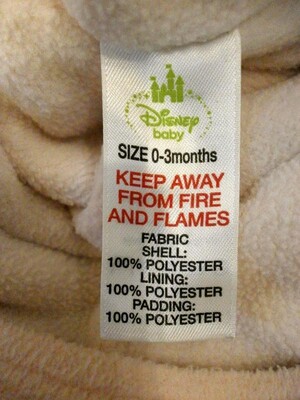 Disney
baby
SIZE 0-3months
KEEP AWAY
FROM FIRE
AND FLAMES
FABRIC
SHELL:
100% POLYESTER
LINING:
100% POLYESTER
PADDING:
100% POLYESTER